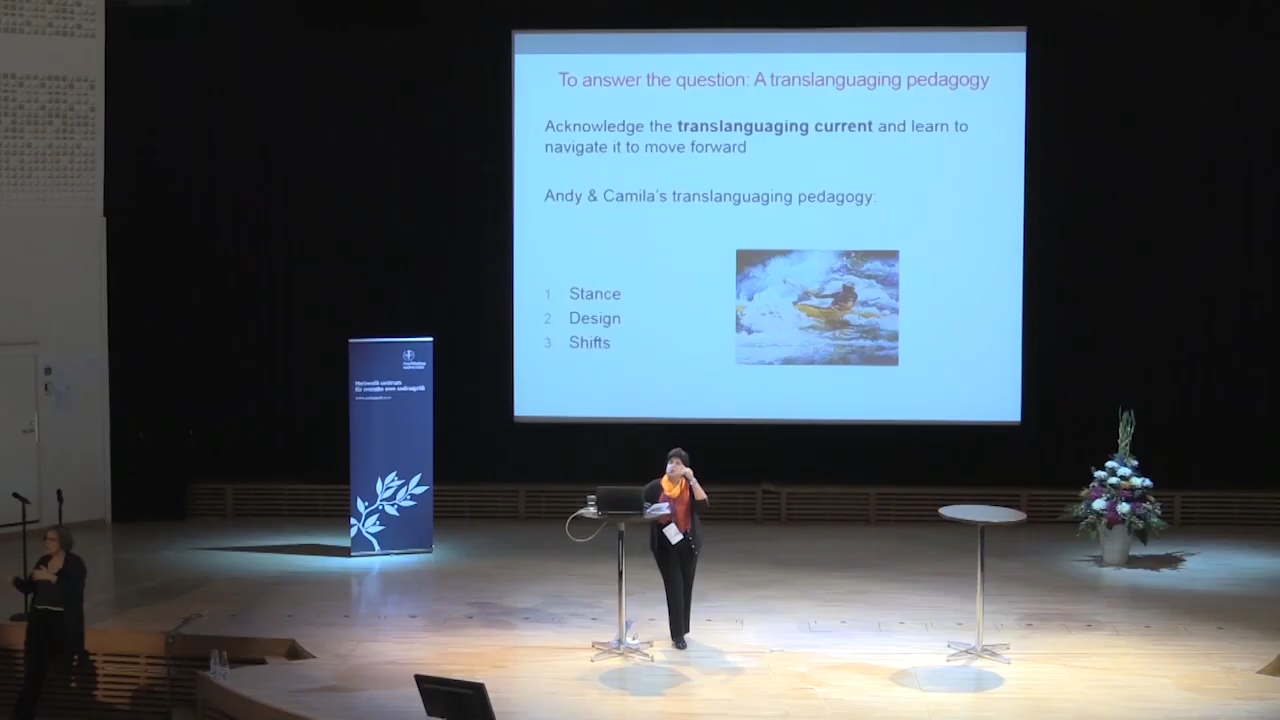 To answer the question: A translanguaging pedagogy
Acknowledge the translanguaging current and learn to
navigate it to move forward
Andy & Camila's translanguaging pedagogy:
1. Stance
2. Design
3. Shifts